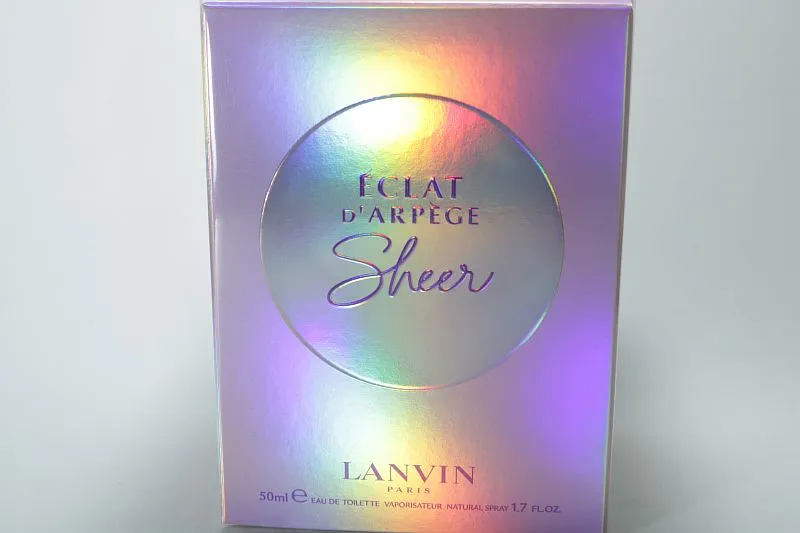 ÉCLAT
D'ARPÈGE
Sheer
LANVIN
PARIS
50ml ℮ EAU DE TOILETTE VAPORISATEUR NATURAL SPRAY 1.7 FL.OZ.